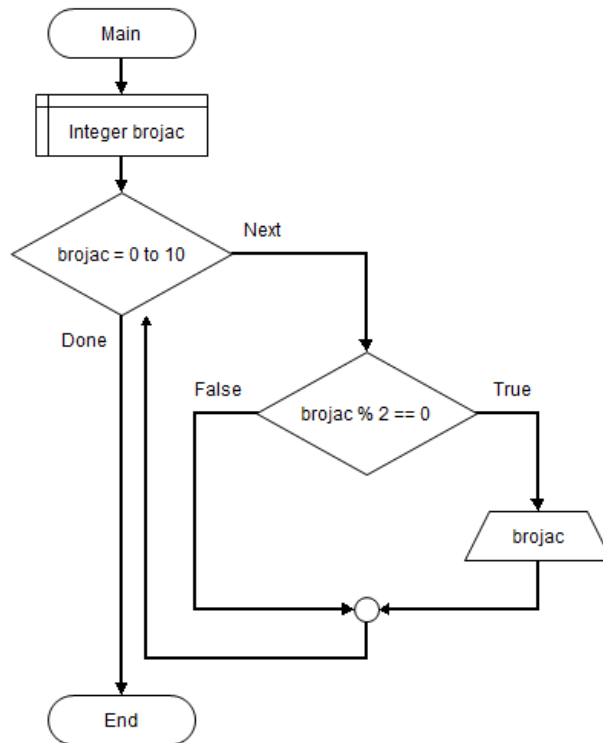 Main
Integer brojac
brojac = 0 to 10
Next
Done
False
brojac % 2 == 0
True
brojac
End